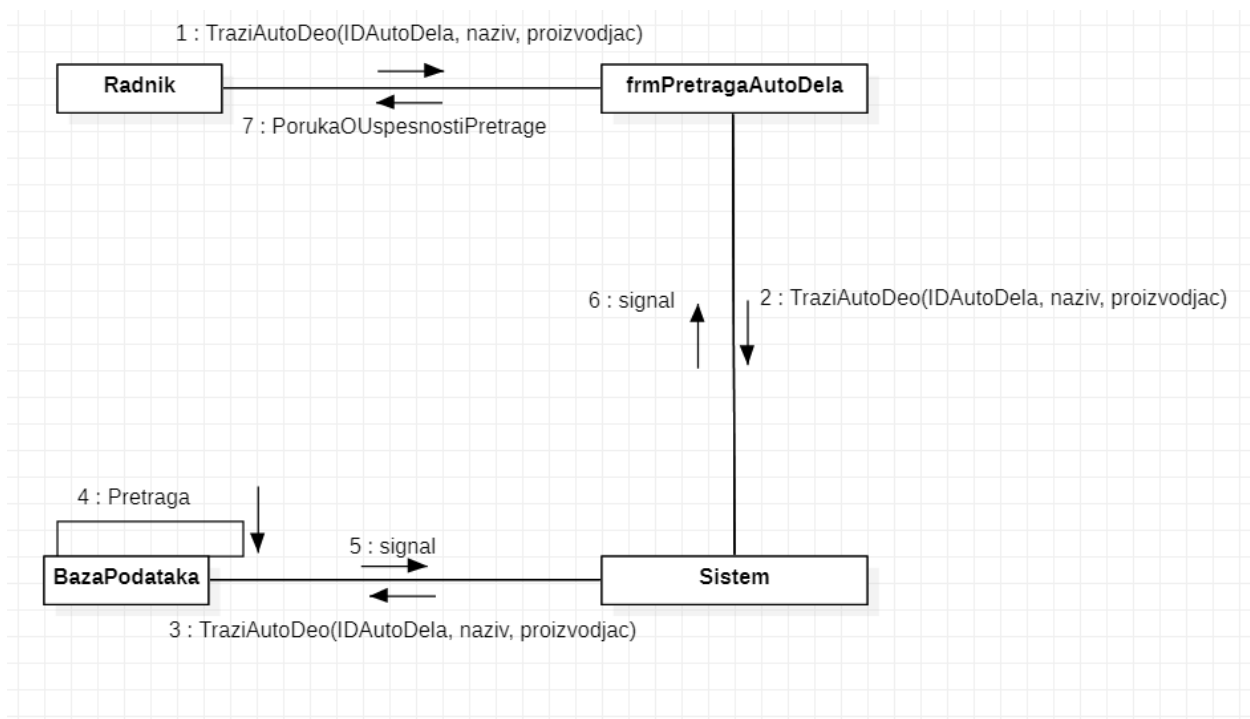 1 : TraziAutoDeo(IDAutoDela, naziv, proizvodjac)
Radnik
frmPretragaAutoDela
7 : PorukaOUspesnostiPretrage
6 : signal
2 : TraziAutoDeo(IDAutoDela, naziv, proizvodjac)
4 : Pretraga
5 : signal
BazaPodataka
Sistem
3 : TraziAutoDeo(IDAutoDela, naziv, proizvodjac)